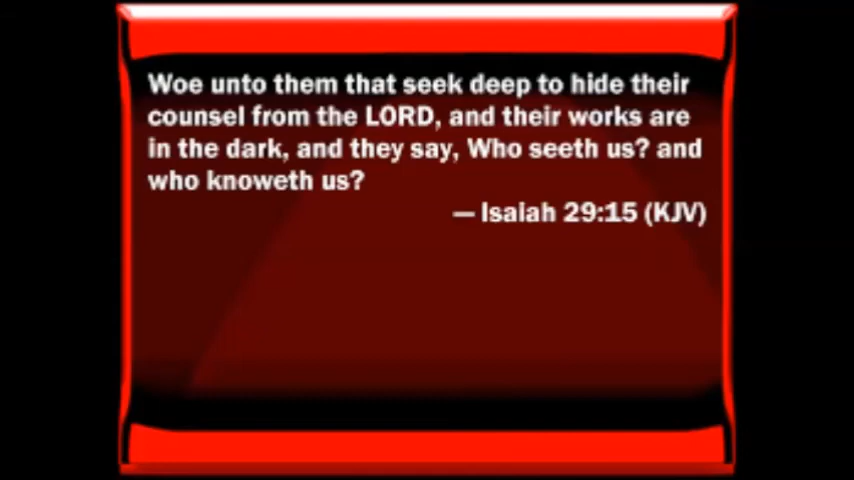 Woe unto them that seek deep to hide their
counsel from the LORD, and their works are
in the dark, and they say, Who seeth us? and
who knoweth us?
— Isaiah 29:15 (KJV)